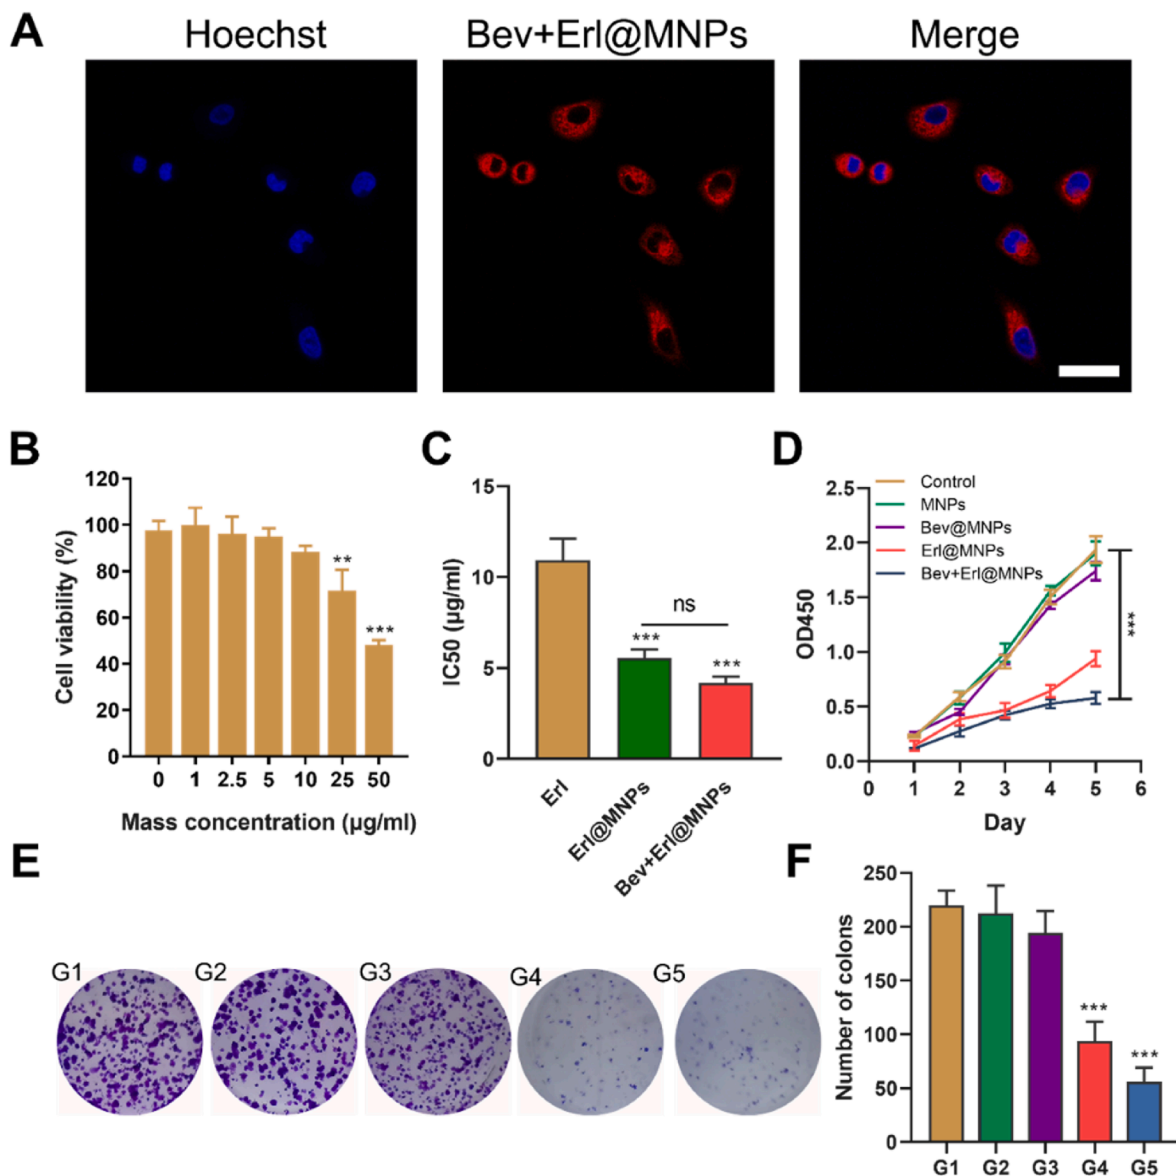 A
Hoechst
Bev+Erl@MNPs
Merge
B
120
100
80
60
40
20
0
Cell viability (%)
**
***
0 1 2.5 5 10 25 50
Mass concentration (μg/ml)
C
15
10
5
0
IC50 (μg/ml)
ns
***
***
Erl
Erl@MNPs
Bev+Erl@MNPs
D
Control
MNPs
Bev@MNPs
Erl@MNPs
Bev+Erl@MNPs
2.5
2.0
1.5
1.0
0.5
0.0
OD450
***
0 1 2 3 4 5 6
Day
E
G1
G2
G3
G4
G5
F
250
200
150
100
50
0
Number of colons
***
***
G1 G2 G3 G4 G5